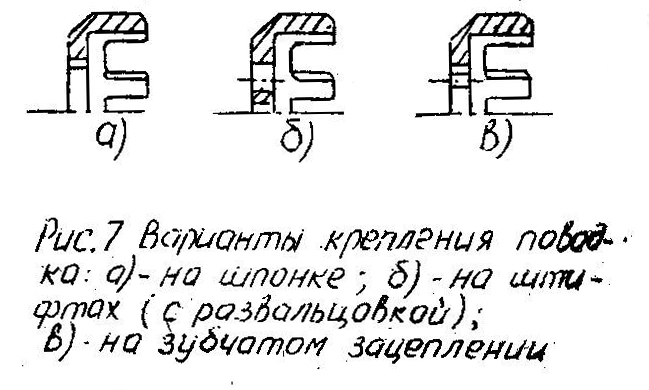 а) б) в)
Рис.7 Варианты крепления повод-
ка: а)- на шпонке; б)- на шти-
фтах (с развальцовкой);
в)- на зубчатом зацеплении